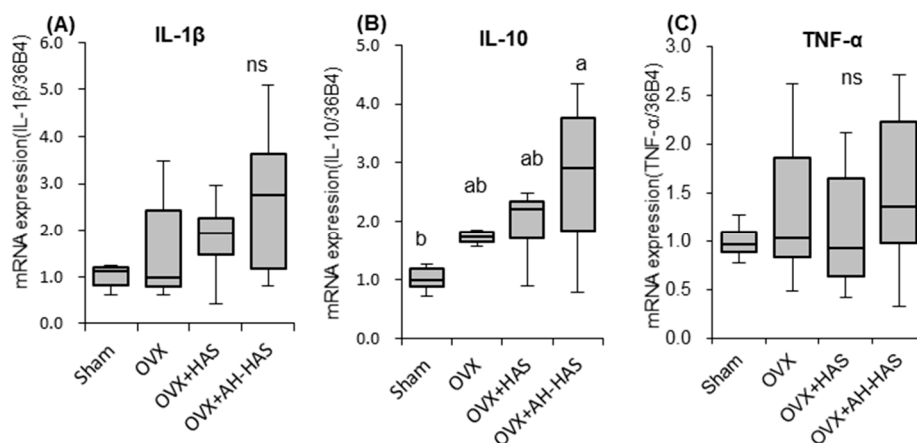 (A)
IL-1β
mRNA expression(IL-1β/36B4)
6.0
5.0
4.0
3.0
2.0
1.0
0.0
ns
Sham
OVX
OVX+HAS
OVX+AH-HAS
(B)
IL-10
mRNA expression(IL-10/36B4)
5.0
4.0
3.0
2.0
1.0
0.0
b
ab
ab
a
Sham
OVX
OVX+HAS
OVX+AH-HAS
(C)
TNF-α
mRNA expression(TNF-α/36B4)
3.0
2.5
2.0
1.5
1.0
0.5
0.0
ns
Sham
OVX
OVX+HAS
OVX+AH-HAS